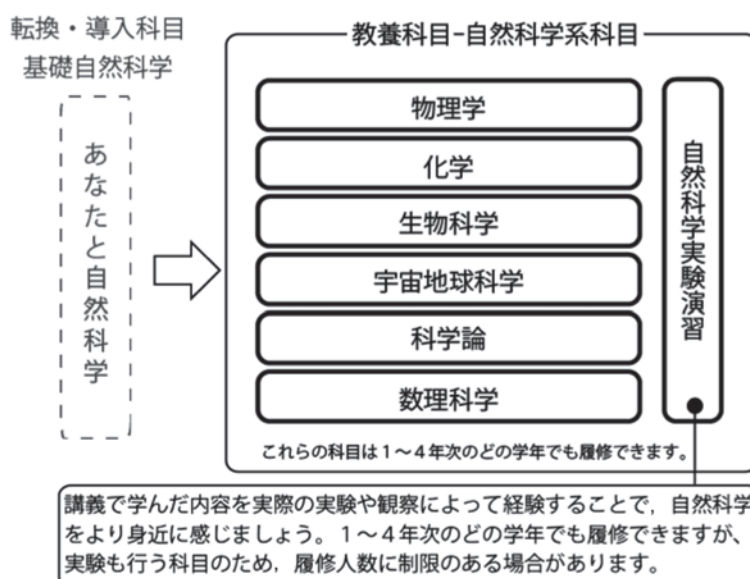 転換・導入科目
基礎自然科学
あなたと自然科学
教養科目-自然科学系科目
物理学
化学
生物科学
宇宙地球科学
科学論
数理科学
自然科学実験演習
これらの科目は1〜4年次のどの学年でも履修できます。
講義で学んだ内容を実際の実験や観察によって経験することで，自然科学
をより身近に感じましょう。1〜4年次のどの学年でも履修できますが、
実験も行う科目のため，履修人数に制限のある場合があります。